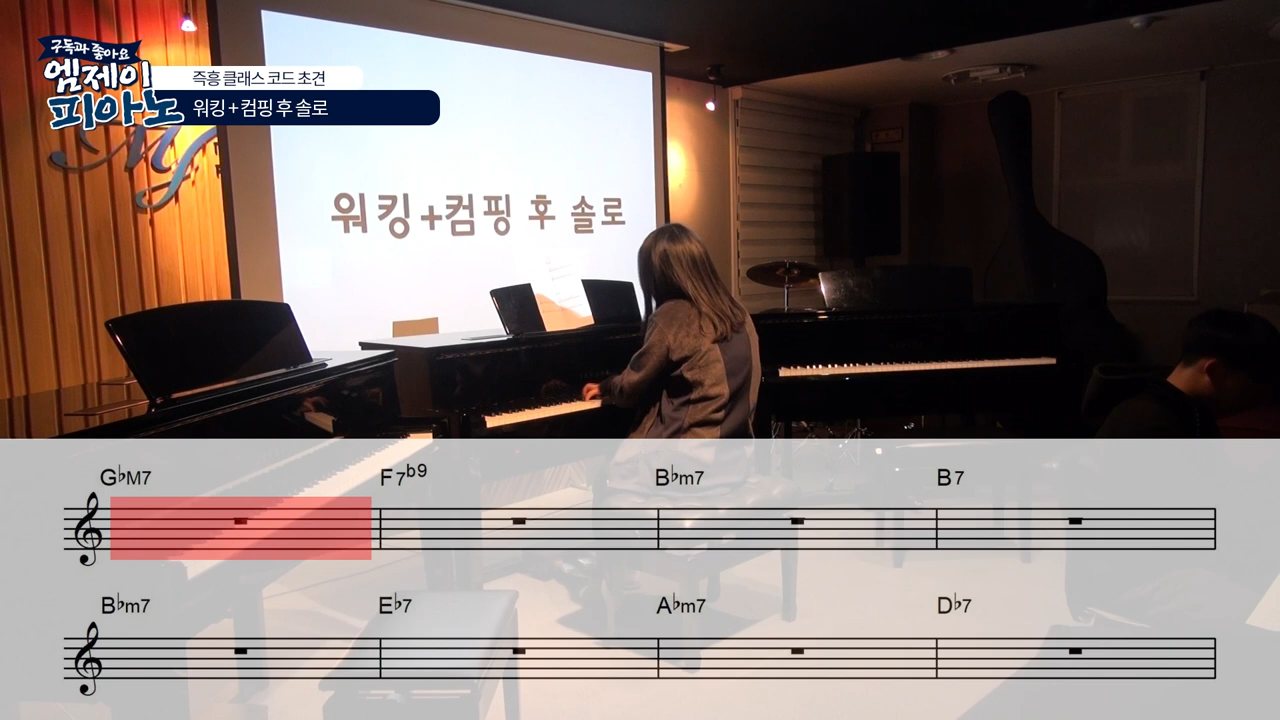 구독과 좋아요
엠제이
피아노
즉흥 클래스 코드 초견
워킹+컴핑 후 솔로
My
워킹+컴핑 후 솔로
G♭M7 F7b9 B♭m7 B7
B♭m7 E♭7 A♭m7 D♭7